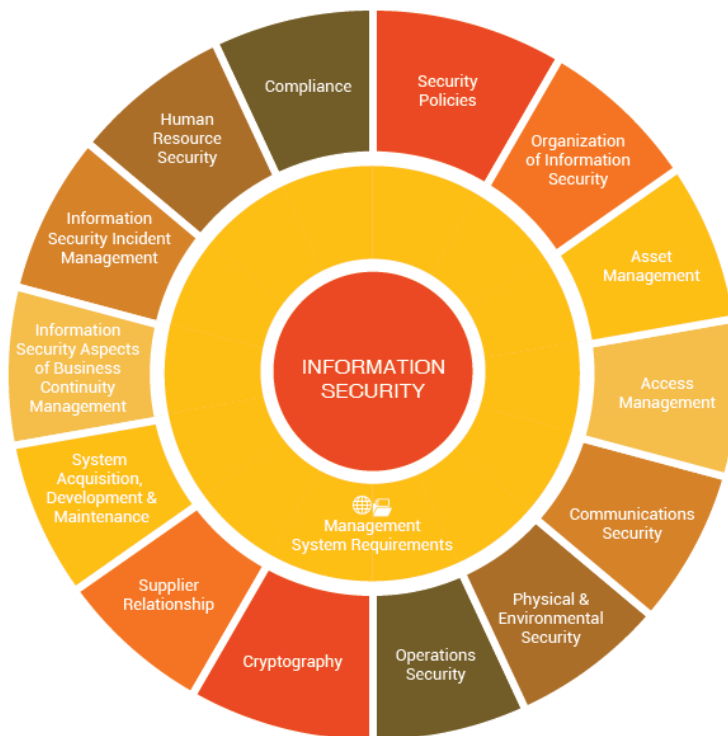 Compliance
Security
Policies
Organization
of Information
Security
Asset
Management
Access
Management
Communications
Security
Physical &
Environmental
Security
Operations
Security
Cryptography
Supplier
Relationship
System
Acquisition,
Development &
Maintenance
Information
Security Aspects
of Business
Continuity
Management
Information
Security Incident
Management
Human
Resource
Security
INFORMATION
SECURITY
Management
System Requirements